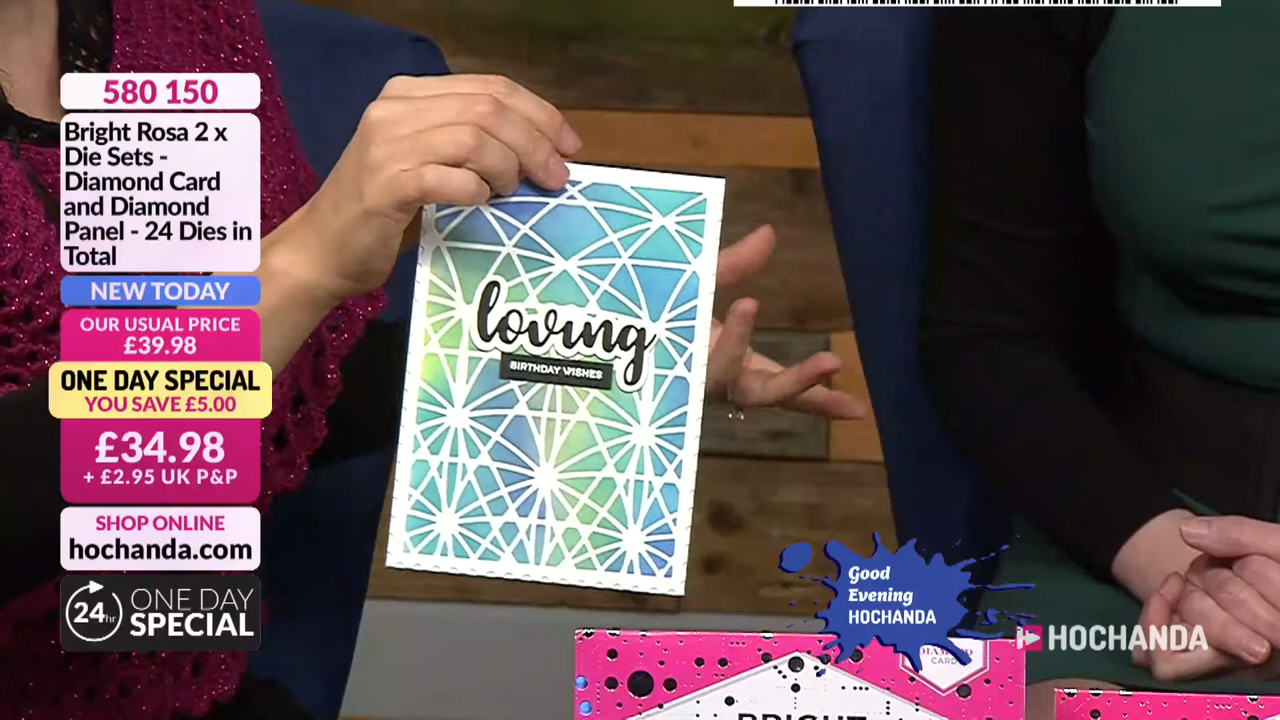 580 150
Bright Rosa 2 x
Die Sets -
Diamond Card
and Diamond
Panel - 24 Dies in
Total
NEW TODAY
OUR USUAL PRICE
£39.98
ONE DAY SPECIAL
YOU SAVE £5.00
£34.98
+ £2.95 UK P&P
SHOP ONLINE
hochanda.com
24hr
ONE DAY
SPECIAL
loving
BIRTHDAY WISHES
Good
Evening
HOCHANDA
HOCHANDA
DIAMOND
CARD
BRIGHT